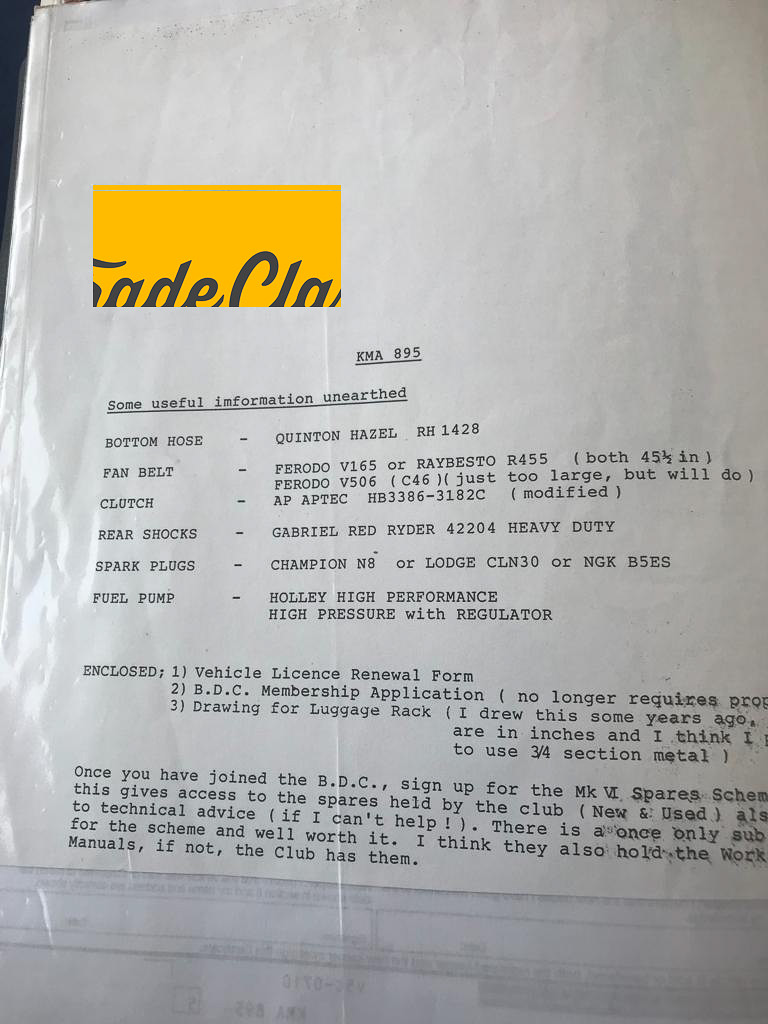 KMA 895
Some useful imformation unearthed
BOTTOM HOSE - QUINTON HAZEL RH 1428
FAN BELT - FERODO V165 or RAYBESTO R455 (both 45½ in)
FERODO V506 (C46)(just too large, but will do)
CLUTCH - AP APTEC HB3386-3182C (modified)
REAR SHOCKS - GABRIEL RED RYDER 42204 HEAVY DUTY
SPARK PLUGS - CHAMPION N8 or LODGE CLN30 or NGK B5ES
FUEL PUMP - HOLLEY HIGH PERFORMANCE
HIGH PRESSURE with REGULATOR
ENCLOSED; 1) Vehicle Licence Renewal Form
2) B.D.C. Membership Application ( no longer requires
3) Drawing for Luggage Rack (I drew this some years ago,
are in inches and I think I
to use 3/4 section metal )
Once you have joined the B.D.C., sign up for the Mk VI Spares
this gives access to the spares held by the club (New & Used)
to technical advice (if I can't help!). There is a once only
for the scheme and well worth it. I think they also hold the
Manuals, if not, the Club has them.